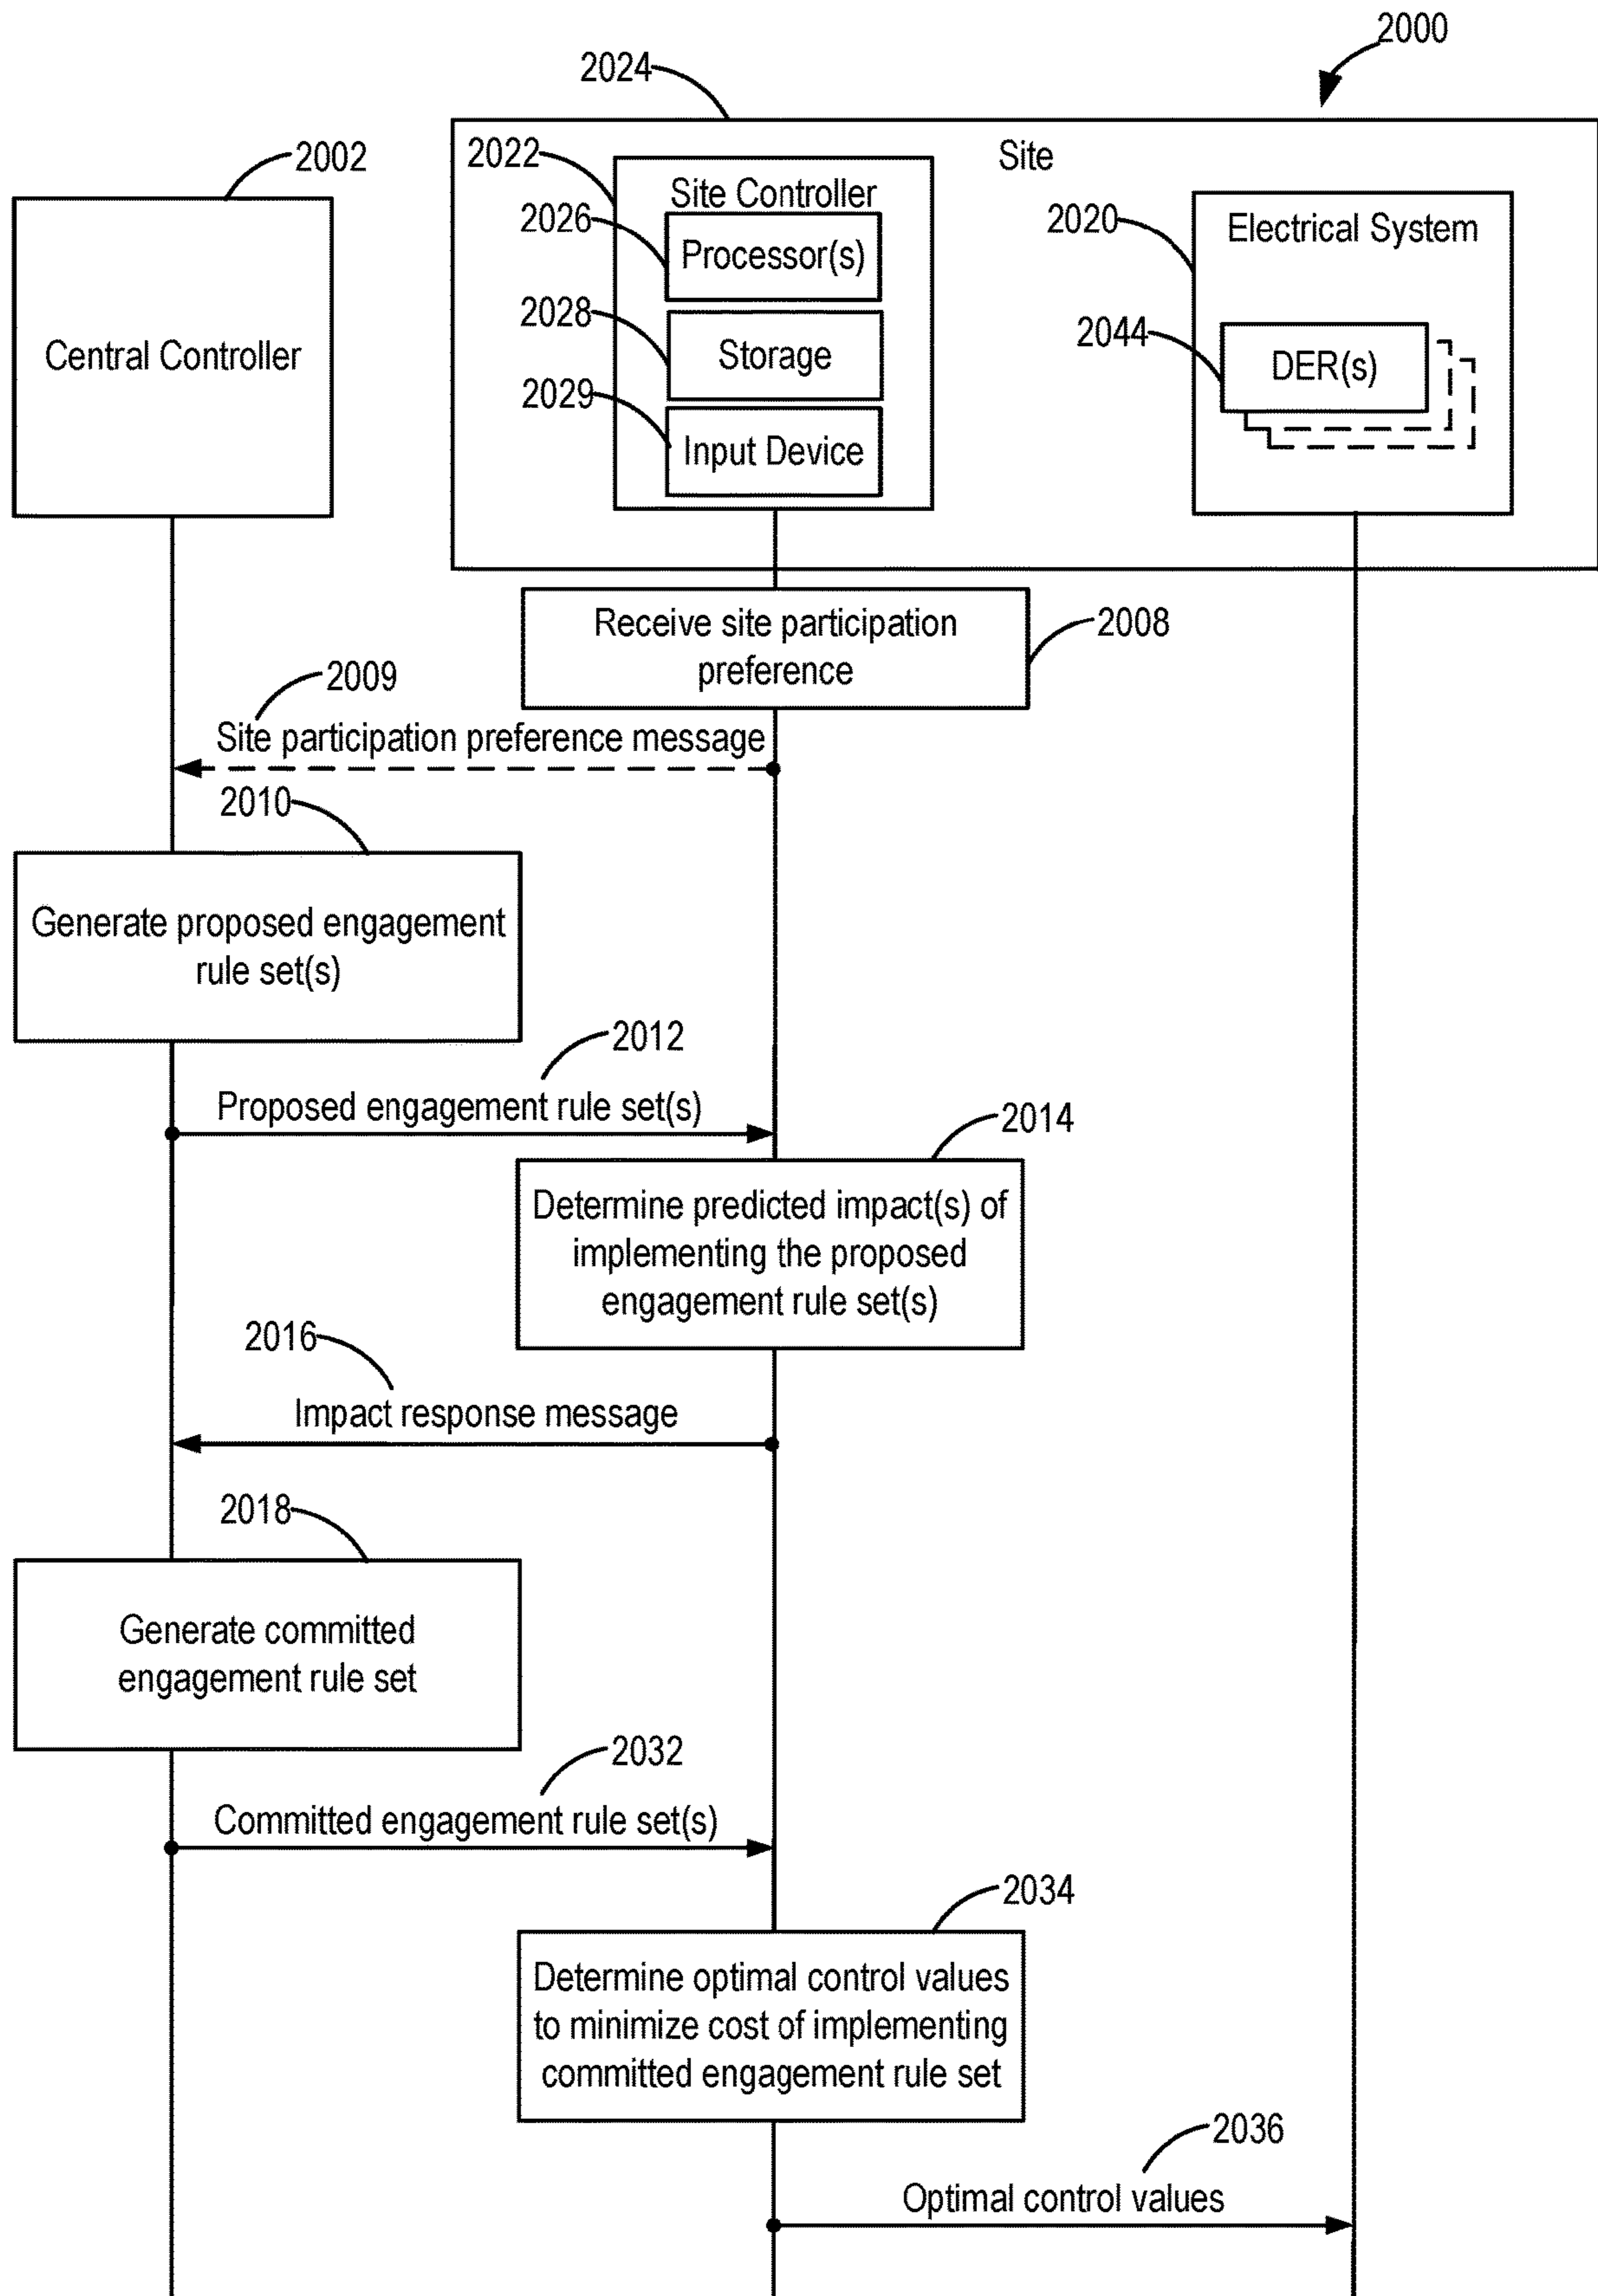 2000
2024
2002
2022
Site
Site Controller
2026
Processor(s)
2020
Electrical System
2028
Storage
2044
DER(s)
Central Controller
2029
Input Device
Receive site participation
preference
2008
2009
Site participation preference message
2010
Generate proposed engagement
rule set(s)
2012
Proposed engagement rule set(s)
2014
Determine predicted impact(s) of
implementing the proposed
engagement rule set(s)
2016
Impact response message
2018
Generate committed
engagement rule set
2032
Committed engagement rule set(s)
2034
Determine optimal control values
to minimize cost of implementing
committed engagement rule set
2036
Optimal control values